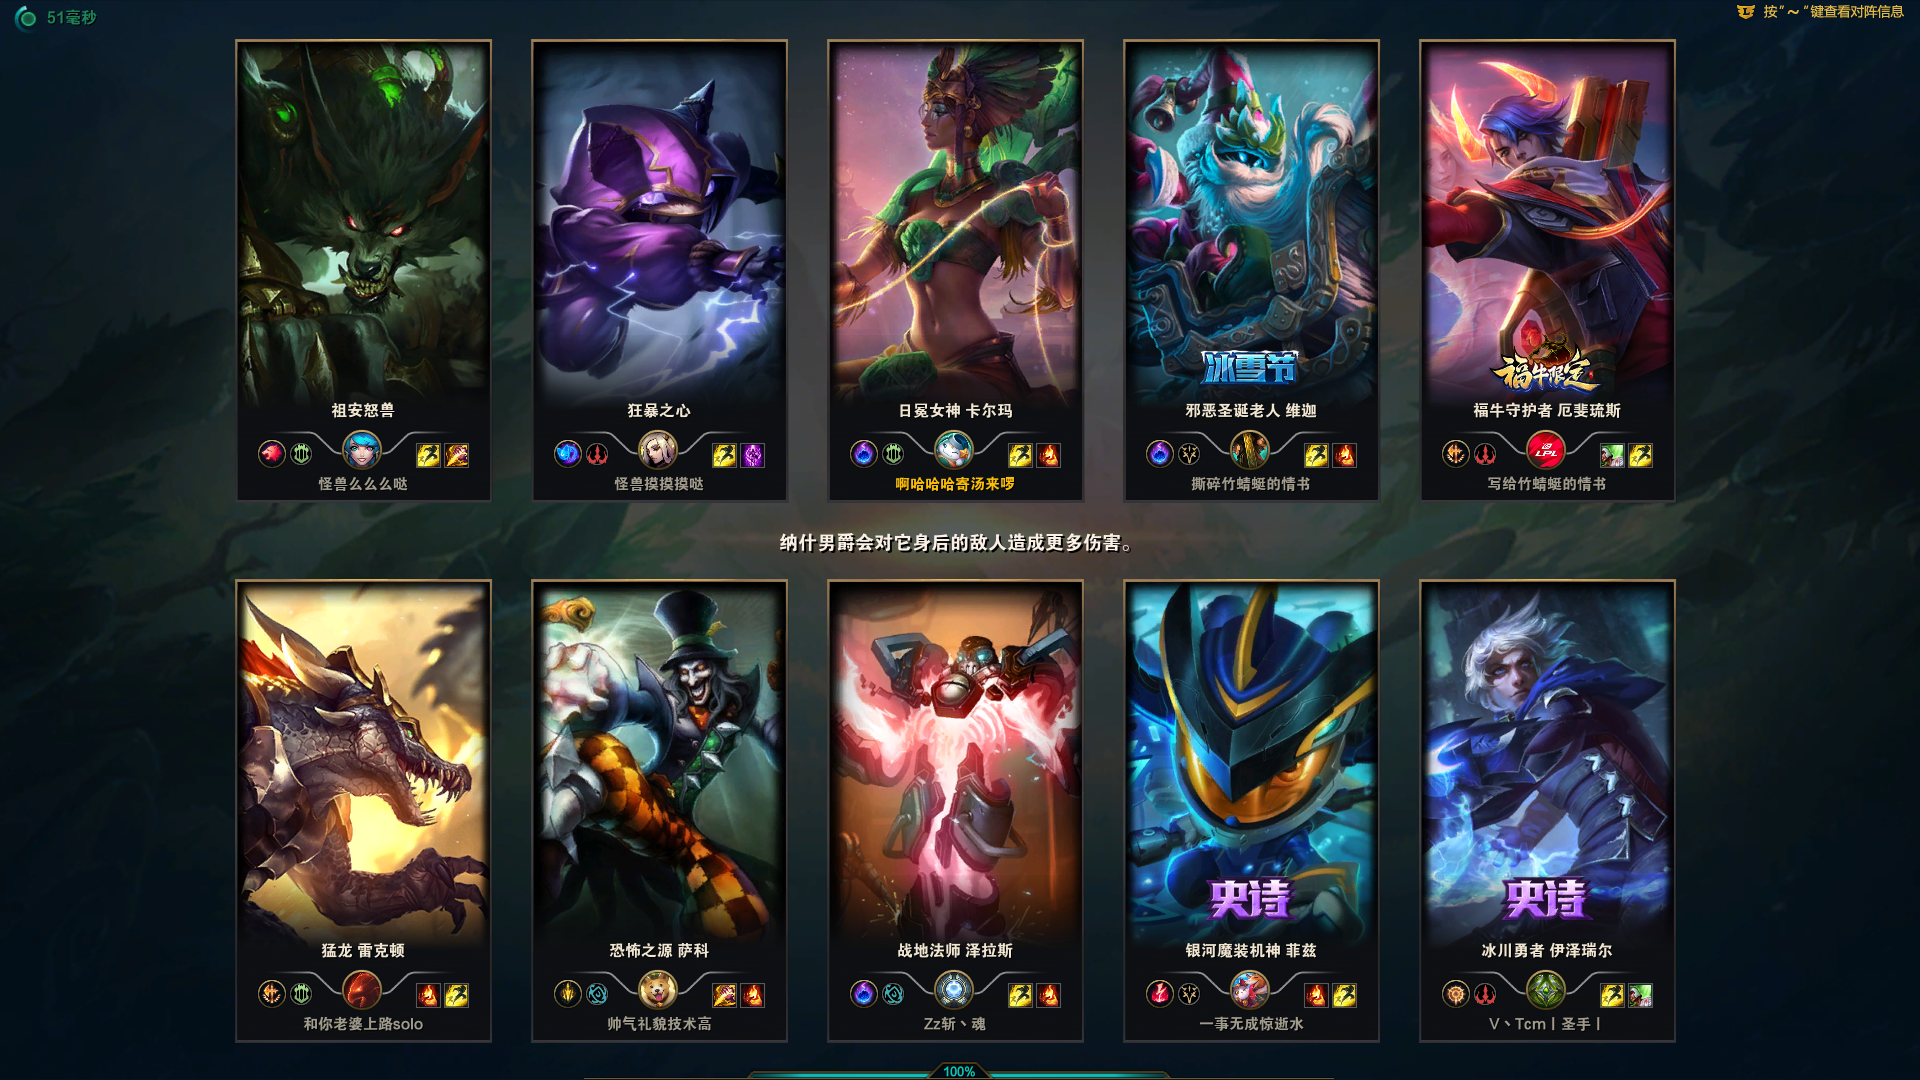 51毫秒
按"～"键查看对阵信息
冰雪节
福牛限定
祖安怒兽
狂暴之心
日冕女神 卡尔玛
邪恶圣诞老人 维迦
福牛守护者 厄斐琉斯
LPL
怪兽么么么哒
怪兽摸摸摸哒
啊哈哈哈寄汤来啰
撕碎竹蜻蜓的情书
写给竹蜻蜓的情书
纳什男爵会对它身后的敌人造成更多伤害。
史诗
史诗
猛龙 雷克顿
恐怖之源 萨科
战地法师 泽拉斯
银河魔装机神 菲兹
冰川勇者 伊泽瑞尔
和你老婆上路solo
帅气礼貌技术高
Zz斩丶魂
一事无成惊逝水
V丶Tcm丨圣手丨
100%